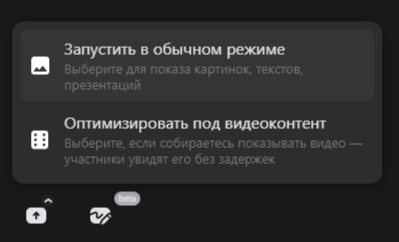 Запустить в обычном режиме
Выберите для показа картинок, текстов,
презентаций
Оптимизировать под видеоконтент
Выберите, если собираетесь показывать видео —
участники увидят его без задержек
beta